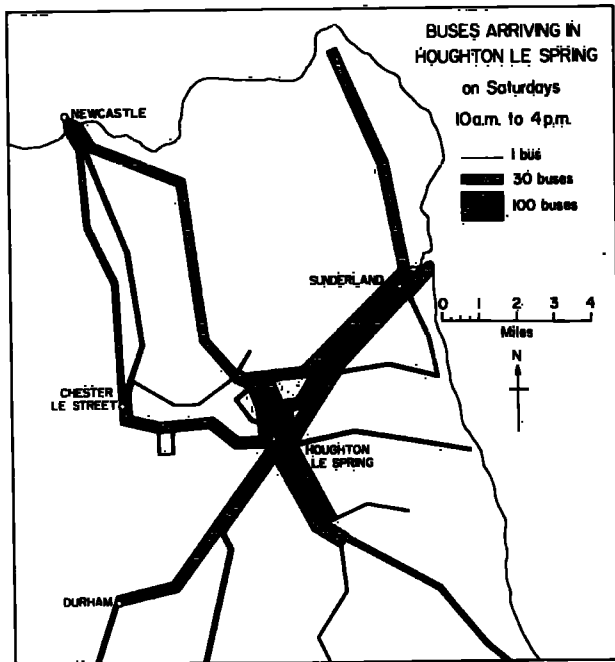 BUSES ARRIVING IN
HOUGHTON LE SPRING
on Saturdays
10 a.m. to 4 p.m.
1 bus
30 buses
100 buses
NEWCASTLE
SUNDERLAND
0 1 2 3 4
Miles
N
CHESTER
LE STREET
HOUGHTON
LE SPRING
DURHAM